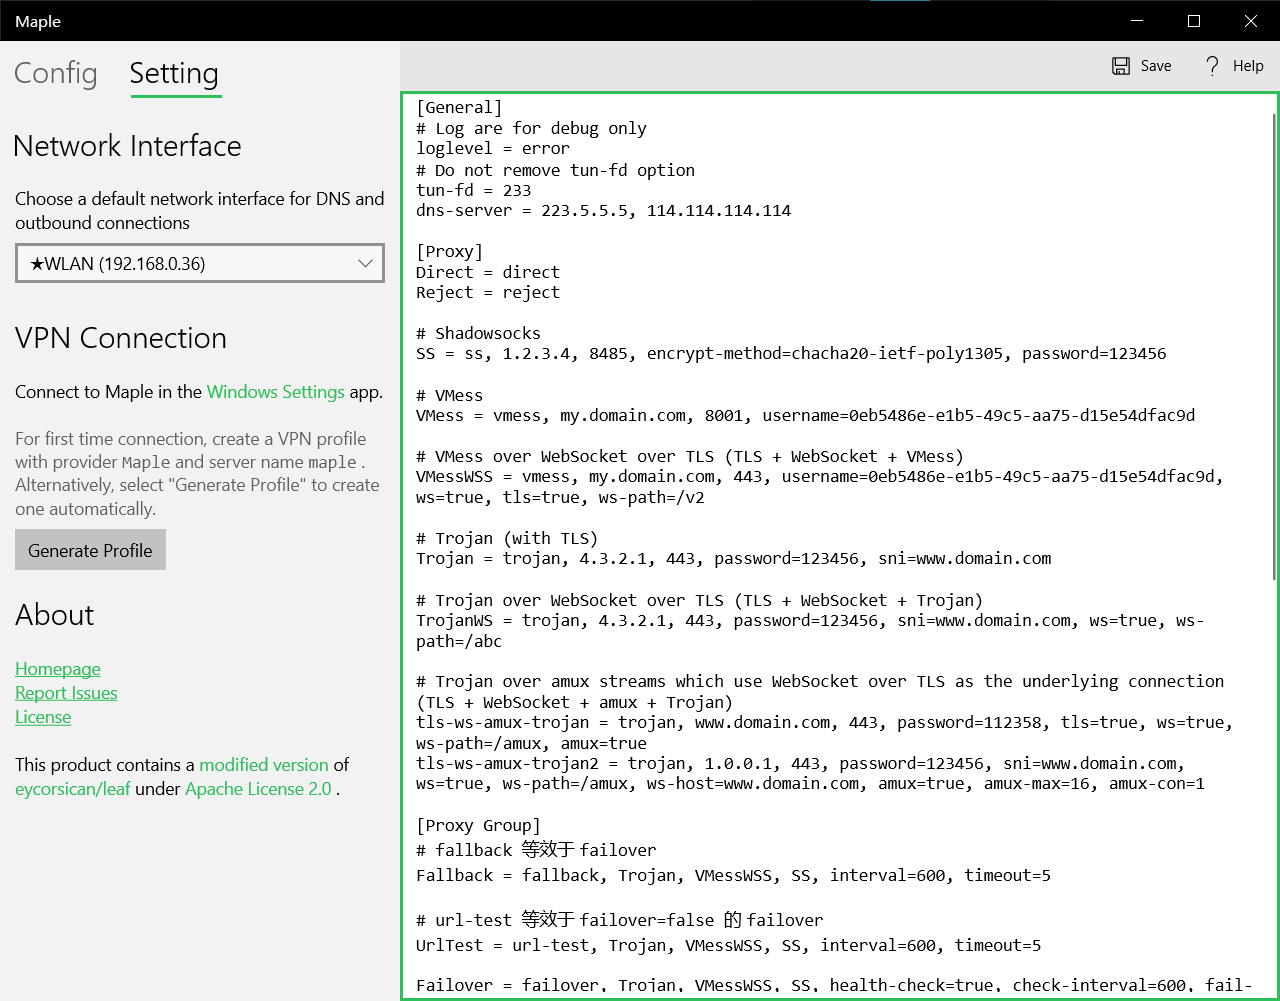 Maple
Config Setting
Save
Help
Network Interface
Choose a default network interface for DNS and
outbound connections
★WLAN (192.168.0.36)
VPN Connection
Connect to Maple in the Windows Settings app.
For first time connection, create a VPN profile
with provider Maple and server name maple .
Alternatively, select "Generate Profile" to create
one automatically.
Generate Profile
About
Homepage
Report Issues
License
This product contains a modified version of
eycorsican/leaf under Apache License 2.0 .
[General]
# Log are for debug only
loglevel = error
# Do not remove tun-fd option
tun-fd = 233
dns-server = 223.5.5.5, 114.114.114.114
[Proxy]
Direct = direct
Reject = reject
# Shadowsocks
SS = ss, 1.2.3.4, 8485, encrypt-method=chacha20-ietf-poly1305, password=123456
# VMess
VMess = vmess, my.domain.com, 8001, username=0eb5486e-e1b5-49c5-aa75-d15e54dfac9d
# VMess over WebSocket over TLS (TLS + WebSocket + VMess)
VMessWSS = vmess, my.domain.com, 443, username=0eb5486e-e1b5-49c5-aa75-d15e54dfac9d,
ws=true, tls=true, ws-path=/v2
# Trojan (with TLS)
Trojan = trojan, 4.3.2.1, 443, password=123456, sni=www.domain.com
# Trojan over WebSocket over TLS (TLS + WebSocket + Trojan)
TrojanWS = trojan, 4.3.2.1, 443, password=123456, sni=www.domain.com, ws=true, ws-
path=/abc
# Trojan over amux streams which use WebSocket over TLS as the underlying connection
(TLS + WebSocket + amux + Trojan)
tls-ws-amux-trojan = trojan, www.domain.com, 443, password=112358, tls=true, ws=true,
ws-path=/amux, amux=true
tls-ws-amux-trojan2 = trojan, 1.0.0.1, 443, password=123456, sni=www.domain.com,
ws=true, ws-path=/amux, ws-host=www.domain.com, amux=true, amux-max=16, amux-con=1
[Proxy Group]
# fallback 等效于 failover
Fallback = fallback, Trojan, VMessWSS, SS, interval=600, timeout=5
# url-test 等效于 failover=false 的 failover
UrlTest = url-test, Trojan, VMessWSS, SS, interval=600, timeout=5
Failover = failover, Trojan, VMessWSS, SS, health-check=true, check-interval=600, fail-